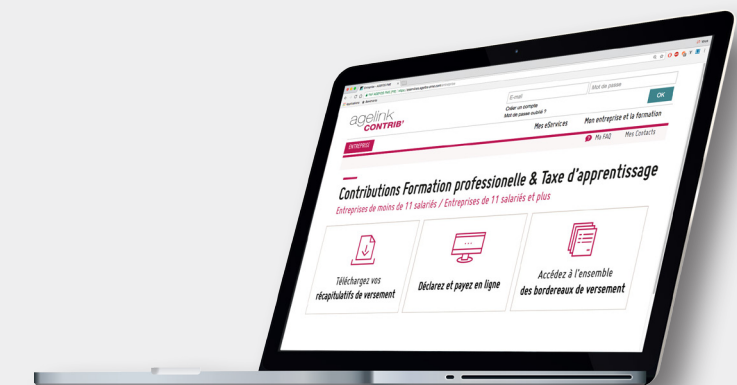 E-mail
Mot de passe
OK
Créer un compte
Mot de passe oublié ?
agelink
CONTRIB'
Mes eServices
Mon entreprise et la formation
ENTREPRISE
? Ma FAQ
Mes Contacts
Contributions Formation professionelle & Taxe d'apprentissage
Entreprises de moins de 11 salariés / Entreprises de 11 salariés et plus
Téléchargez vos
récapitulatifs de versement
Déclarez et payez en ligne
Accédez à l'ensemble
des bordereaux de versement